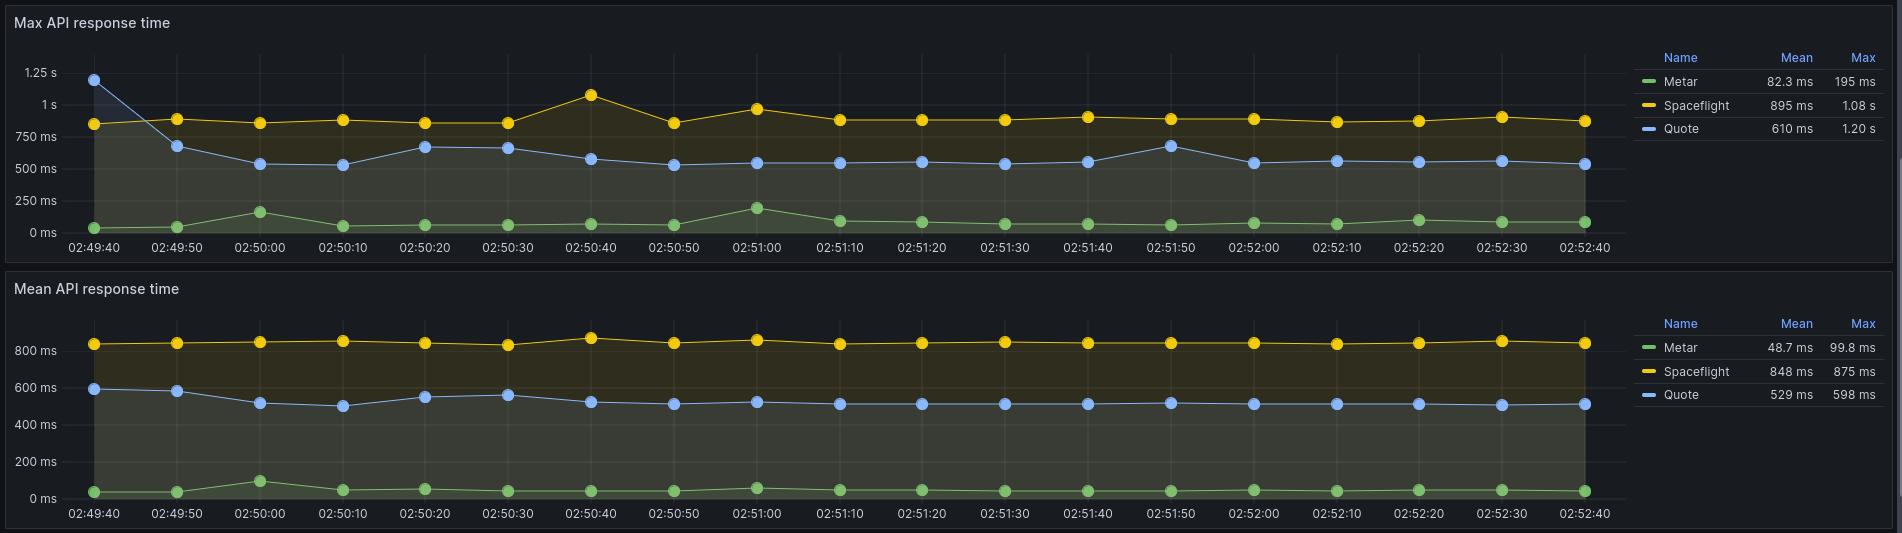 Max API response time
1.25 s
1 s
750 ms
500 ms
250 ms
0 ms
02:49:40 02:49:50 02:50:00 02:50:10 02:50:20 02:50:30 02:50:40 02:50:50 02:51:00 02:51:10 02:51:20 02:51:30 02:51:40 02:51:50 02:52:00 02:52:10 02:52:20 02:52:30 02:52:40
Name Mean Max
Metar 82.3 ms 195 ms
Spaceflight 895 ms 1.08 s
Quote 610 ms 1.20 s
Mean API response time
800 ms
600 ms
400 ms
200 ms
0 ms
02:49:40 02:49:50 02:50:00 02:50:10 02:50:20 02:50:30 02:50:40 02:50:50 02:51:00 02:51:10 02:51:20 02:51:30 02:51:40 02:51:50 02:52:00 02:52:10 02:52:20 02:52:30 02:52:40
Name Mean Max
Metar 48.7 ms 99.8 ms
Spaceflight 848 ms 875 ms
Quote 529 ms 598 ms